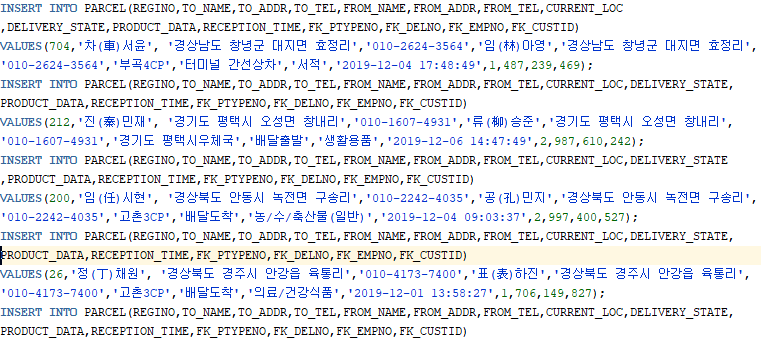 INSERT INTO PARCEL(REGINO,TO_NAME,TO_ADDR,TO_TEL,FROM_NAME,FROM_ADDR,FROM_TEL,CURRENT_LOC
,DELIVERY_STATE,PRODUCT_DATA,RECEPTION_TIME,FK_PTYPENO,FK_DELNO,FK_EMPNO,FK_CUSTID)
VALUES(704,'차(車)서윤', '경상남도 창녕군 대지면 효정리','010-2624-3564','임(林)아영','경상남도 창녕군 대지면 효정리',
'010-2624-3564','부곡4CP','터미널 간선상차','서적','2019-12-04 17:48:49',1,487,239,469);
INSERT INTO PARCEL(REGINO,TO_NAME,TO_ADDR,TO_TEL,FROM_NAME,FROM_ADDR,FROM_TEL,CURRENT_LOC,DELIVERY_STATE,
PRODUCT_DATA,RECEPTION_TIME,FK_PTYPENO,FK_DELNO,FK_EMPNO,FK_CUSTID)
VALUES(212,'진(秦)민재', '경기도 평택시 오성면 창내리','010-1607-4931','류(柳)승준','경기도 평택시 오성면 창내리',
'010-1607-4931','경기도 평택시우체국','배달출발','생활용품','2019-12-06 14:47:49',2,987,610,242);
INSERT INTO PARCEL(REGINO,TO_NAME,TO_ADDR,TO_TEL,FROM_NAME,FROM_ADDR,FROM_TEL,CURRENT_LOC,DELIVERY_STATE
,PRODUCT_DATA,RECEPTION_TIME,FK_PTYPENO,FK_DELNO,FK_EMPNO,FK_CUSTID)
VALUES(200,'임(任)시현', '경상북도 안동시 녹전면 구송리','010-2242-4035','공(孔)민지','경상북도 안동시 녹전면 구송리',
'010-2242-4035','고촌3CP','배달도착','농/수/축산물(일반)','2019-12-04 09:03:37',2,997,400,527);
INSERT INTO PARCEL(REGINO,TO_NAME,TO_ADDR,TO_TEL,FROM_NAME,FROM_ADDR,FROM_TEL,CURRENT_LOC,DELIVERY_STATE,
PRODUCT_DATA,RECEPTION_TIME,FK_PTYPENO,FK_DELNO,FK_EMPNO,FK_CUSTID)
VALUES(26,'정(丁)채원', '경상북도 경주시 안강읍 육통리','010-4173-7400','표(表)하진','경상북도 경주시 안강읍 육통리',
'010-4173-7400','고촌3CP','배달도착','의료/건강식품','2019-12-01 13:58:27',1,706,149,827);
INSERT INTO PARCEL(REGINO,TO_NAME,TO_ADDR,TO_TEL,FROM_NAME,FROM_ADDR,FROM_TEL,CURRENT_LOC,DELIVERY_STATE,
PRODUCT_DATA,RECEPTION_TIME,FK_PTYPENO,FK_DELNO,FK_EMPNO,FK_CUSTID)